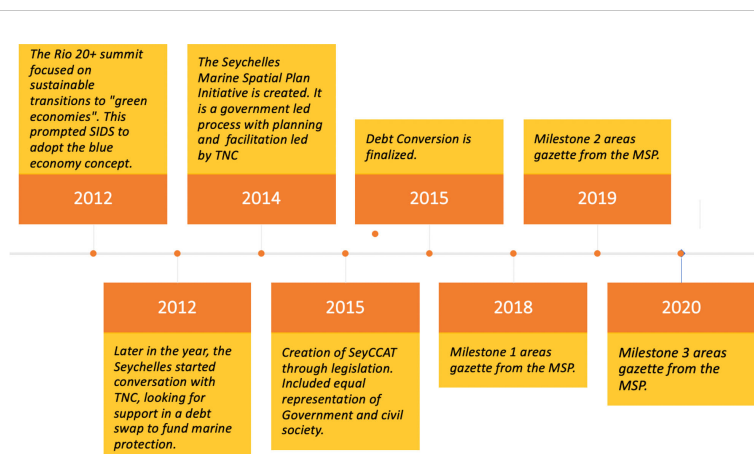 The Rio 20+ summit
focused on
sustainable
transitions to "green
economies". This
prompted SIDS to
adopt the blue
economy concept.
2012
The Seychelles
Marine Spatial Plan
Initiative is created. It
is a government led
process with planning
and facilitation led
by TNC
2014
Debt Conversion is
finalized.
2015
Milestone 2 areas
gazette from the MSP.
2019
2012
Later in the year, the
Seychelles started
conversation with
TNC, looking for
support in a debt
swap to fund marine
protection.
2015
Creation of SeyCCAT
through legislation.
Included equal
representation of
Government and civil
society.
2018
Milestone 1 areas
gazette from the MSP.
2020
Milestone 3 areas
gazette from the
MSP.